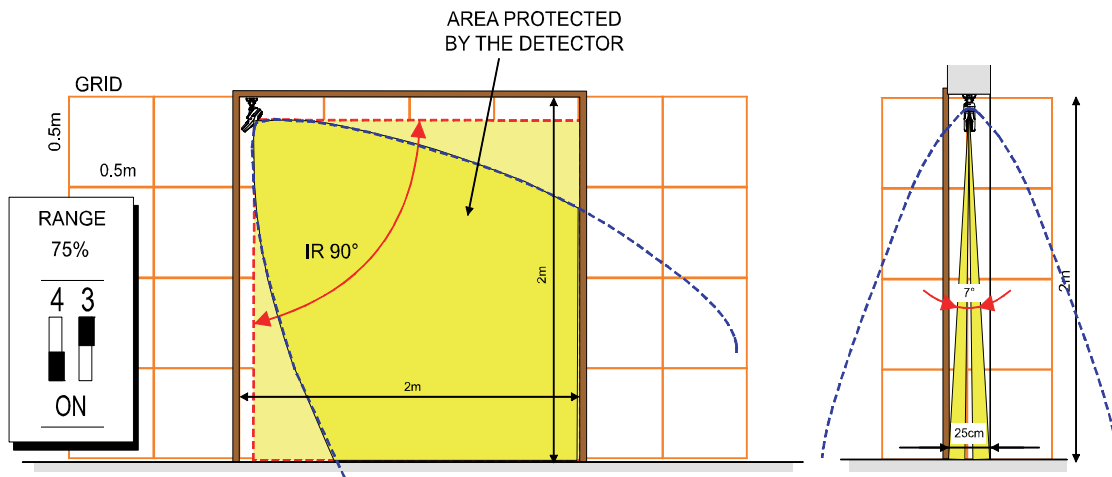 AREA PROTECTED
BY THE DETECTOR
GRID
0.5m
0.5m
RANGE
75%
4 3
ON
IR 90°
2m
2m
7°
2m
25cm